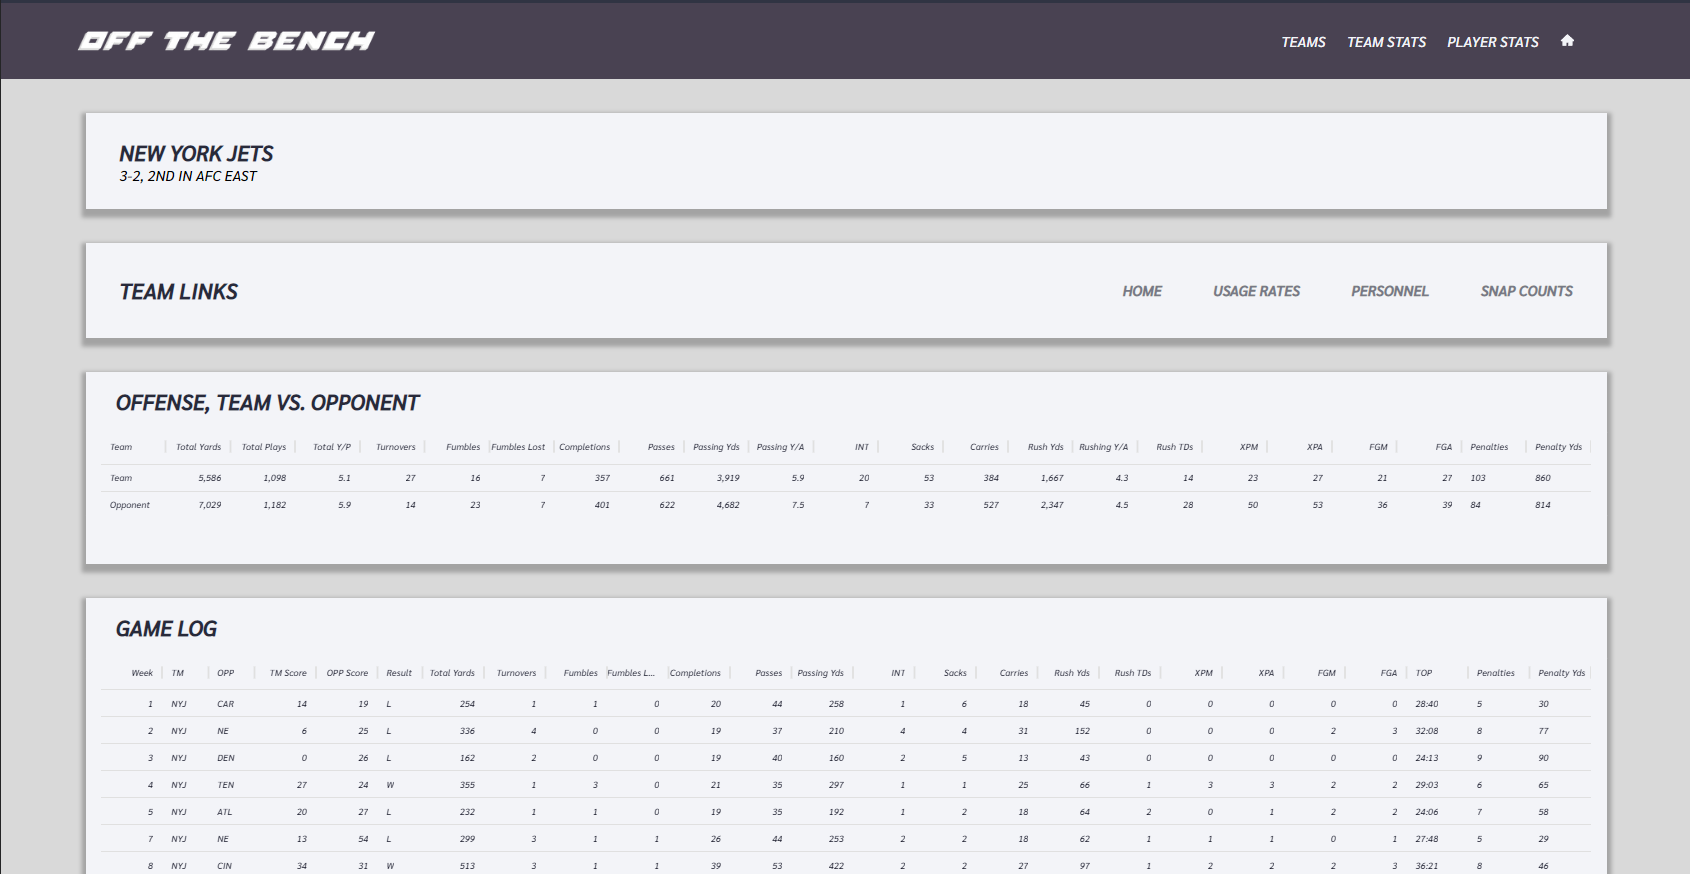 OFF THE BENCH TEAMS TEAM STATS PLAYER STATS
NEW YORK JETS
3-2, 2ND IN AFC EAST
TEAM LINKS HOME USAGE RATES PERSONNEL SNAP COUNTS
OFFENSE, TEAM VS. OPPONENT
Team Total Yards Total Plays Total Y/P Turnovers Fumbles Fumbles Lost Completions Passes Passing Yds Passing Y/A INT Sacks Carries Rush Yds Rushing Y/A Rush TDs XPM XPA FGM FGA Penalties Penalty Yds
Team 5,586 1,098 5.1 27 16 7 357 661 3,919 5.9 20 53 384 1,667 4.3 14 23 27 21 27 103 860
Opponent 7,029 1,182 5.9 14 23 7 401 622 4,682 7.5 7 33 527 2,347 4.5 28 50 53 36 39 84 814
GAME LOG
Week TM OPP TM Score OPP Score Result Total Yards Turnovers Fumbles Fumbles L... Completions Passes Passing Yds INT Sacks Carries Rush Yds Rush TDs XPM XPA FGM FGA TOP Penalties Penalty Yds
1 NYJ CAR 14 19 L 254 1 1 0 20 44 258 1 6 18 45 0 0 0 0 0 28:40 5 30
2 NYJ NE 6 25 L 336 4 0 0 19 37 210 4 4 31 152 0 0 0 2 3 32:08 8 77
3 NYJ DEN 0 26 L 162 2 0 0 19 40 160 2 5 13 43 0 0 0 0 0 24:13 9 90
4 NYJ TEN 27 24 W 355 1 3 0 21 35 297 1 1 25 66 1 3 3 2 2 29:03 6 65
5 NYJ ATL 20 27 L 232 1 1 0 19 35 192 1 2 18 64 2 0 1 2 2 24:06 7 58
7 NYJ NE 13 54 L 299 3 1 1 26 44 253 2 2 18 62 1 1 1 0 1 27:48 5 29
8 NYJ CIN 34 31 W 513 3 1 1 39 53 422 2 2 27 97 1 2 2 2 3 36:21 8 46